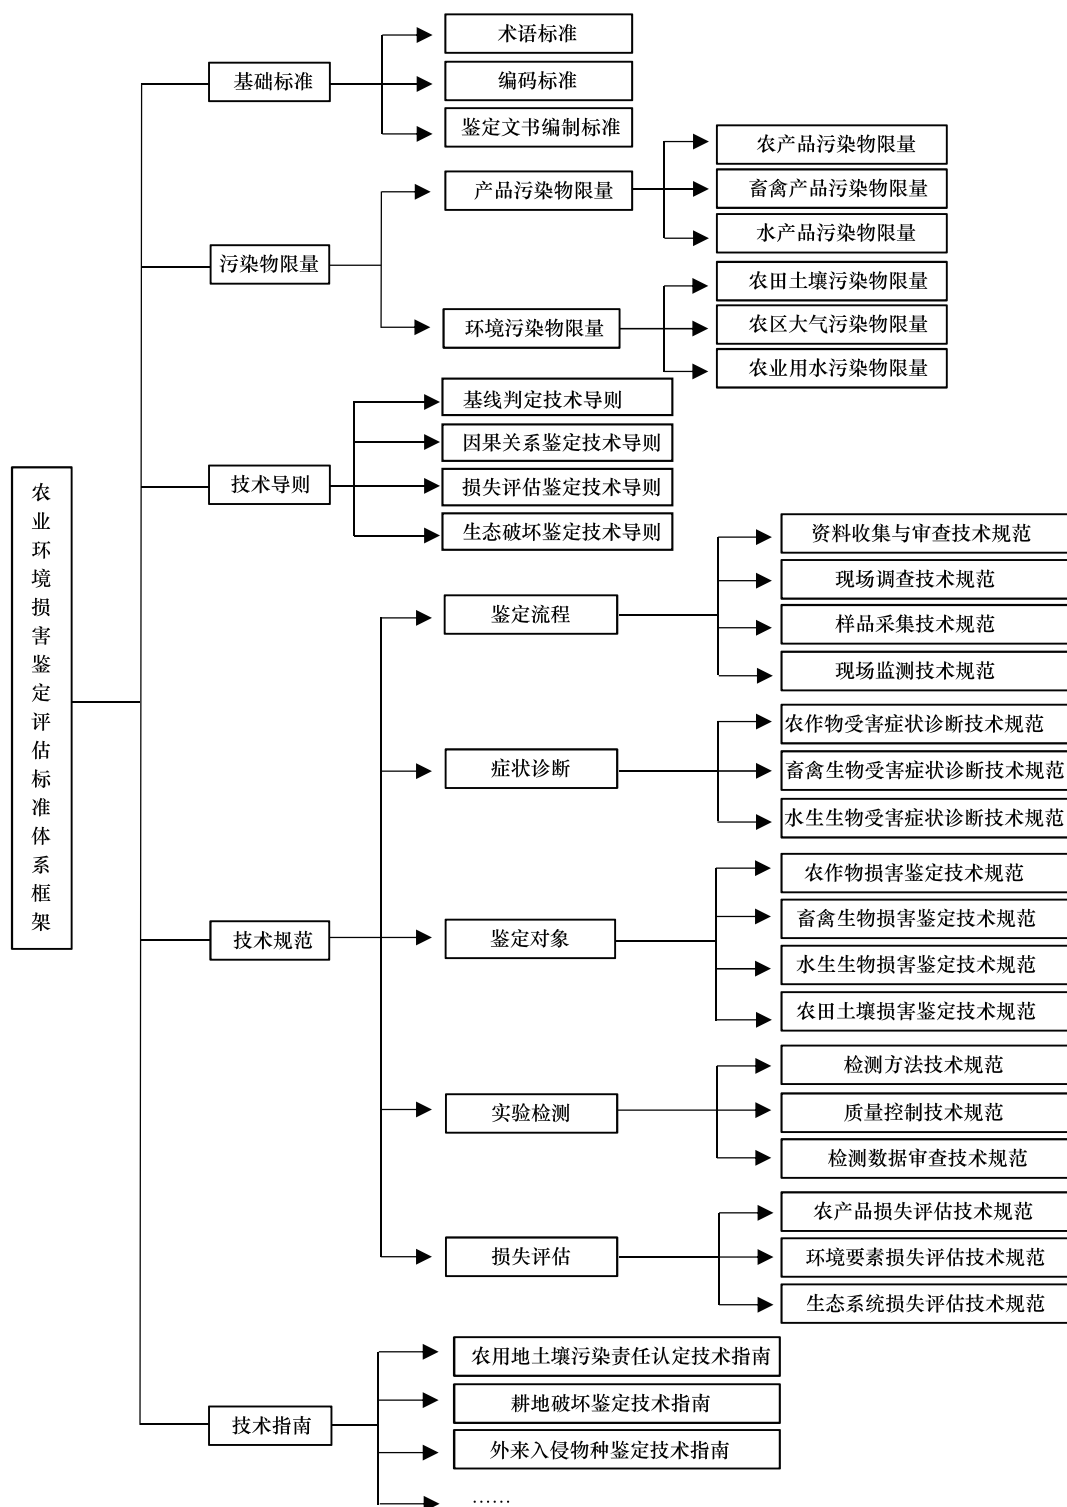 农业环境损害鉴定评估标准体系框架
基础标准
术语标准
编码标准
鉴定文书编制标准
污染物限量
产品污染物限量
农产品污染物限量
畜禽产品污染物限量
水产品污染物限量
环境污染物限量
农田土壤污染物限量
农区大气污染物限量
农业用水污染物限量
技术导则
基线判定技术导则
因果关系鉴定技术导则
损失评估鉴定技术导则
生态破坏鉴定技术导则
技术规范
鉴定流程
资料收集与审查技术规范
现场调查技术规范
样品采集技术规范
现场监测技术规范
症状诊断
农作物受害症状诊断技术规范
畜禽生物受害症状诊断技术规范
水生生物受害症状诊断技术规范
鉴定对象
农作物损害鉴定技术规范
畜禽生物损害鉴定技术规范
水生生物损害鉴定技术规范
农田土壤损害鉴定技术规范
实验检测
检测方法技术规范
质量控制技术规范
检测数据审查技术规范
损失评估
农产品损失评估技术规范
环境要素损失评估技术规范
生态系统损失评估技术规范
技术指南
农用地土壤污染责任认定技术指南
耕地破坏鉴定技术指南
外来入侵物种鉴定技术指南
……